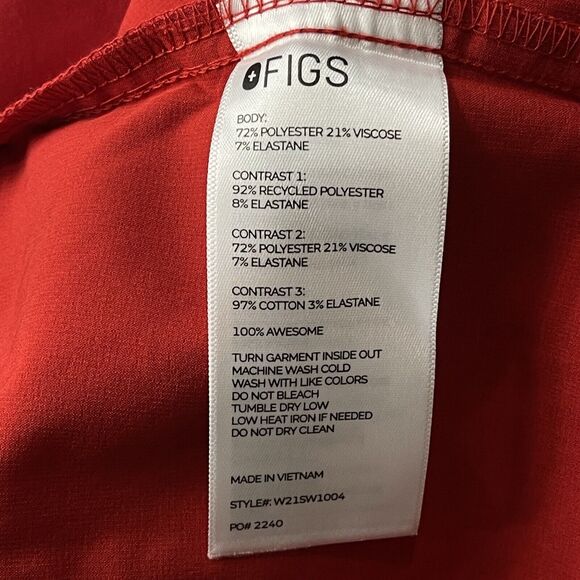 FIGS
BODY:
72% POLYESTER 21% VISCOSE
7% ELASTANE
CONTRAST 1:
92% RECYCLED POLYESTER
8% ELASTANE
CONTRAST 2:
72% POLYESTER 21% VISCOSE
7% ELASTANE
CONTRAST 3:
97% COTTON 3% ELASTANE
100% AWESOME
TURN GARMENT INSIDE OUT
MACHINE WASH COLD
WASH WITH LIKE COLORS
DO NOT BLEACH
TUMBLE DRY LOW
LOW HEAT IRON IF NEEDED
DO NOT DRY CLEAN
MADE IN VIETNAM
STYLE#: W21SW1004
PO# 2240